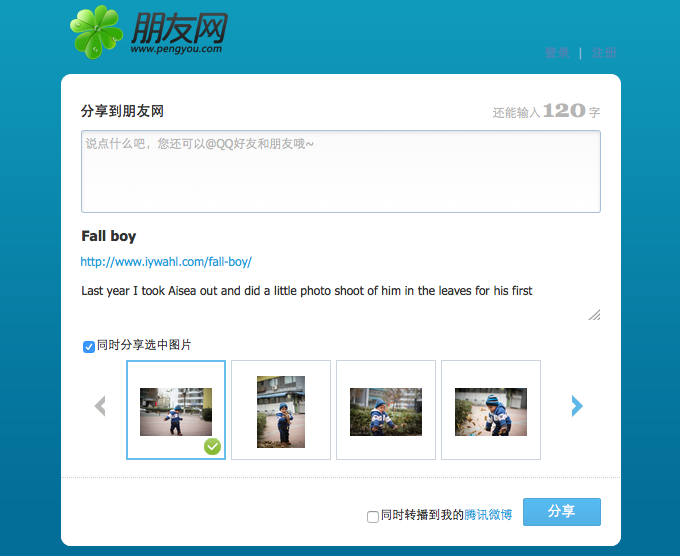 朋友网
www.pengyou.com
登录 | 注册
分享到朋友网
还能输入120字
说点什么吧，您还可以@QQ好友和朋友哦~
Fall boy
http://www.iywahl.com/fall-boy/
Last year I took Aisea out and did a little photo shoot of him in the leaves for his first
同时分享选中图片
同时转播到我的腾讯微博
分享